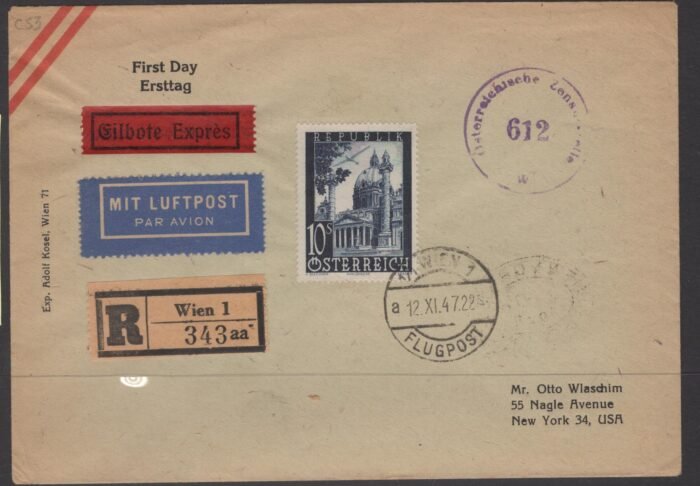 C53
First Day
Ersttag
Eilbote Exprès
MIT LUFTPOST
PAR AVION
R
Wien 1
343aa
Exp. Adolf Kosel, Wien 71
REPUBLIK
10s
ÖSTERREICH
Österreichische
612
WIEN 1
a 12.XI.47.22
FLUGPOST
Mr. Otto Wlaschim
55 Nagle Avenue
New York 34, USA